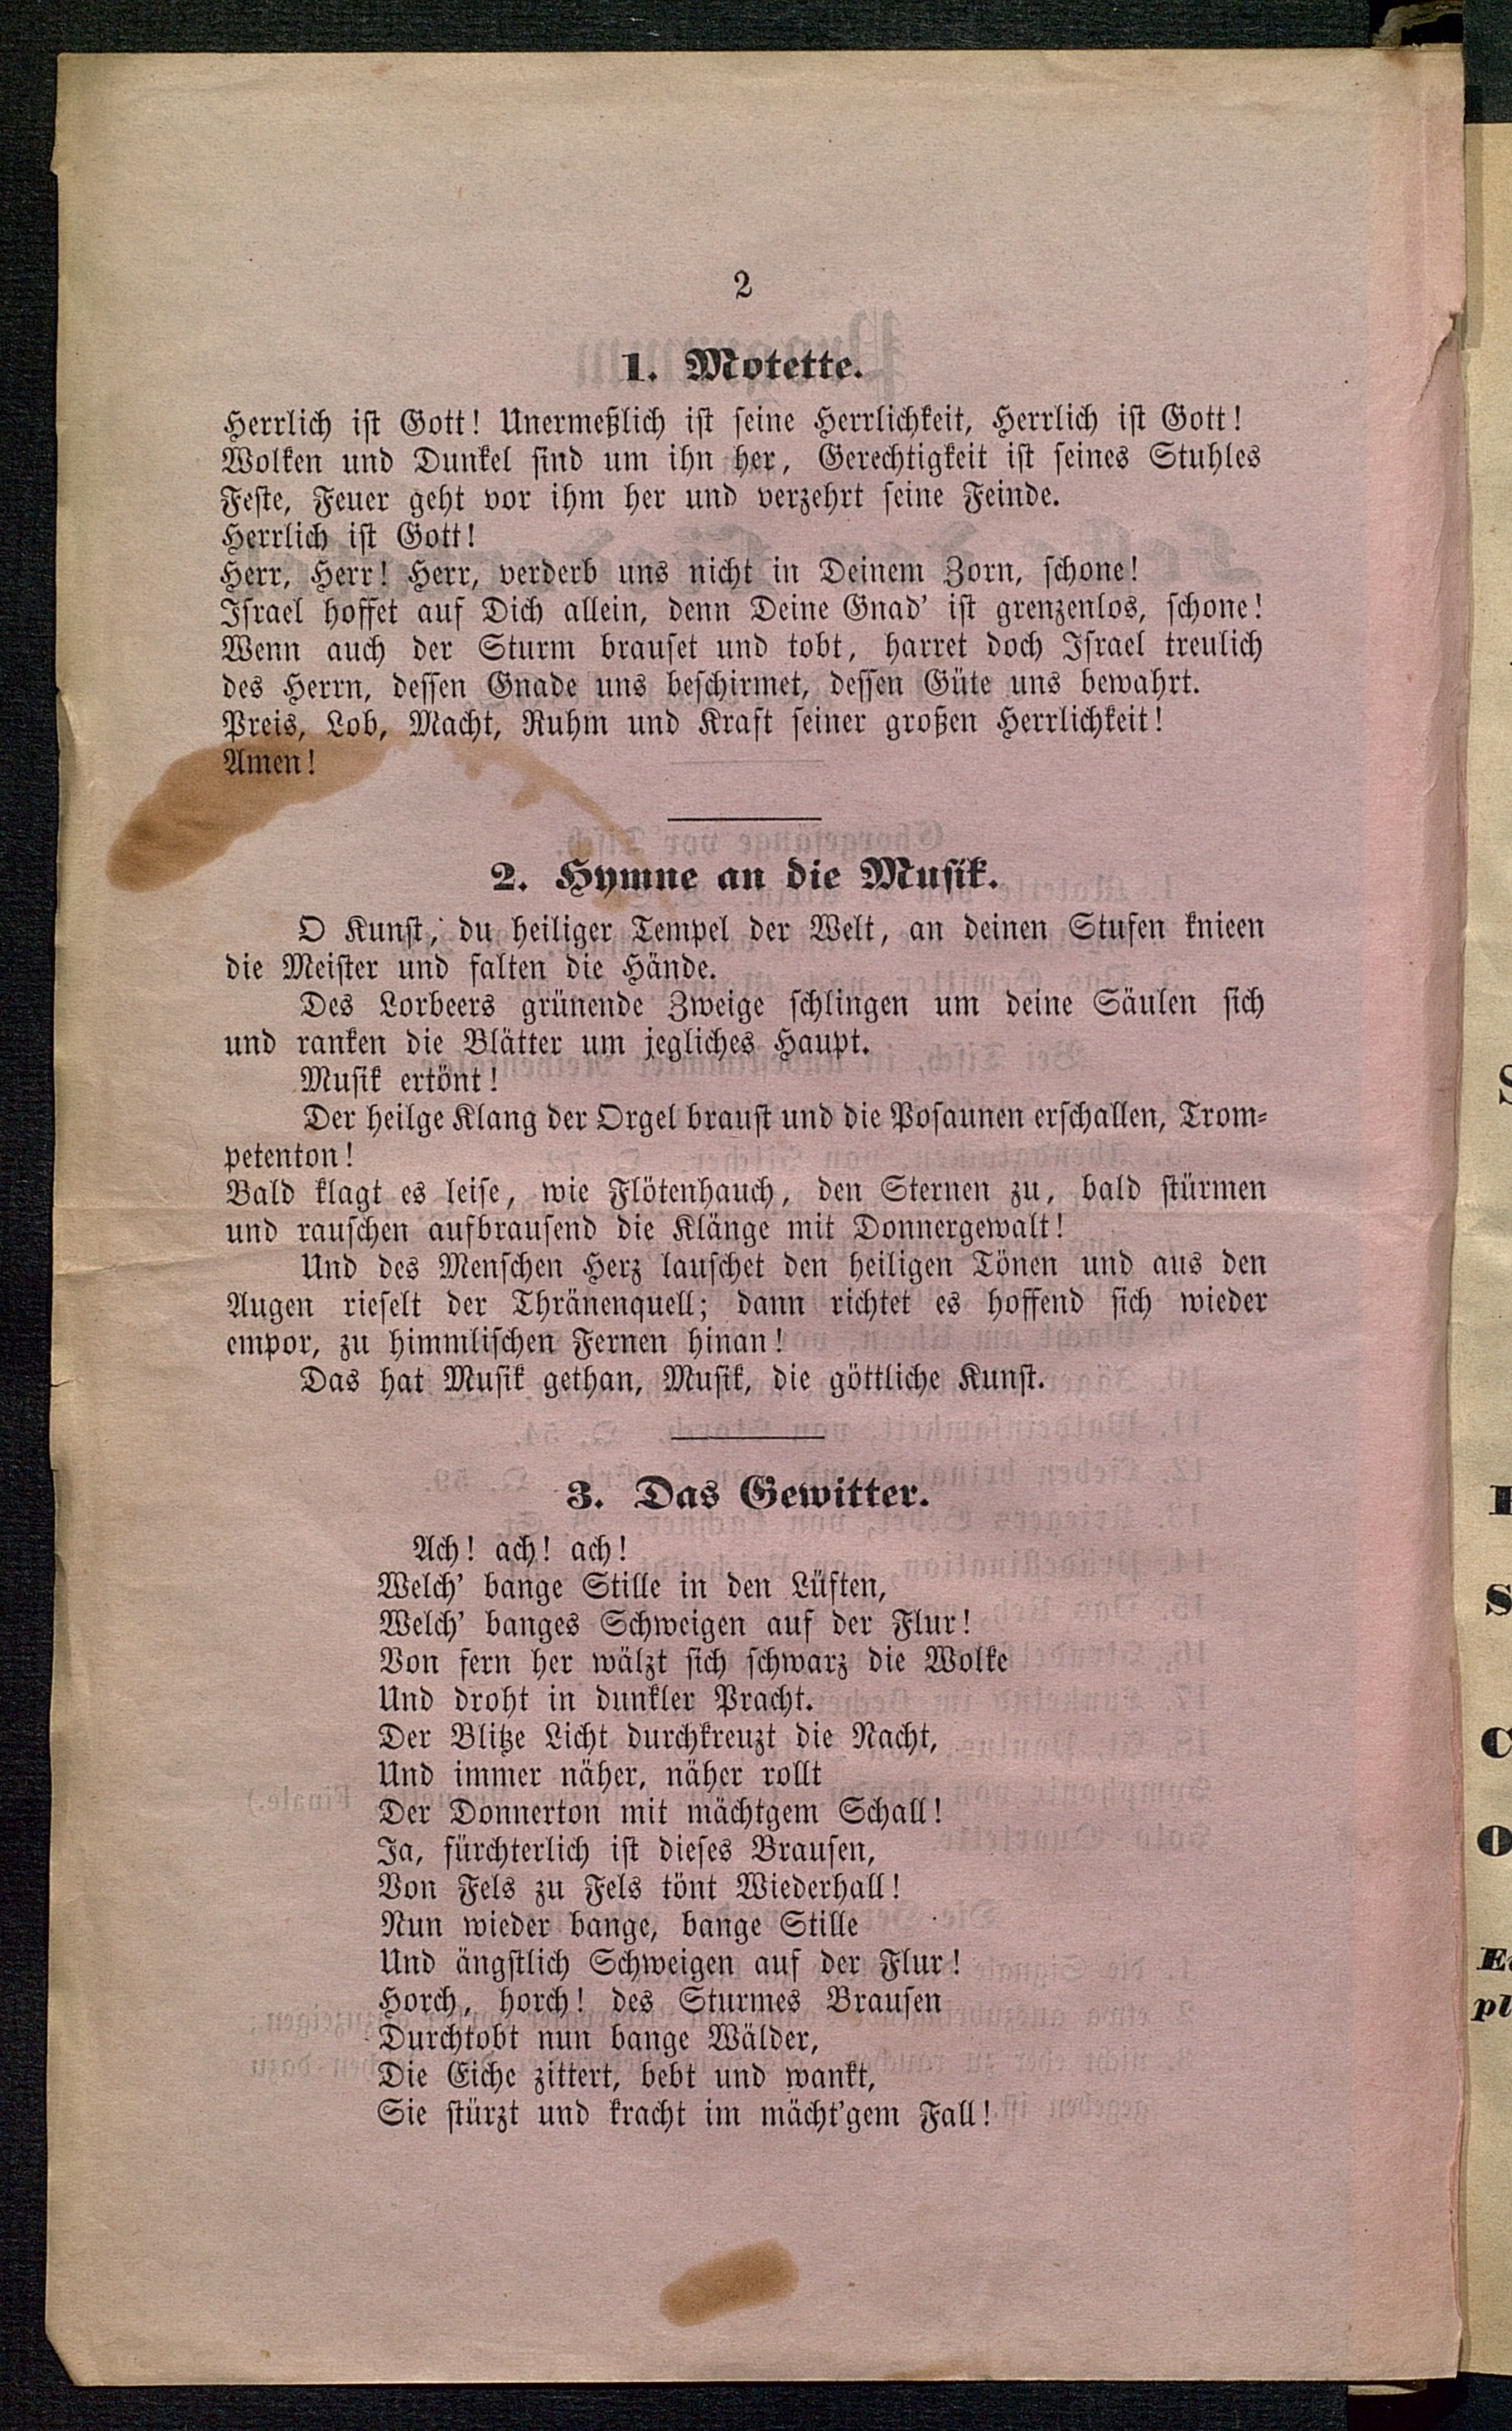 2
1. Motette.
Herrlich ist Gott! Unermeßlich ist seine Herrlichkeit, Herrlich ist Gott!
Wolken und Dunkel sind um ihn her, Gerechtigkeit ist seines Stuhles
Feste, Feuer geht vor ihm her und verzehrt seine Feinde.
Herrlich ist Gott!
Herr, Herr! Herr, verderb uns nicht in Deinem Zorn, schone!
Israel hoffet auf Dich allein, denn Deine Gnad' ist grenzenlos, schone!
Wenn auch der Sturm brauset und tobt, harret doch Israel treulich
des Herrn, dessen Gnade uns beschirmet, dessen Güte uns bewahrt.
Preis, Lob, Macht, Ruhm und Kraft seiner großen Herrlichkeit!
Amen!
2. Hymne an die Musik.
O Kunst, du heiliger Tempel der Welt, an deinen Stufen knieen
die Meister und falten die Hände.
Des Lorbeers grünende Zweige schlingen um deine Säulen sich
und ranken die Blätter um jegliches Haupt.
Musik ertönt!
Der heilge Klang der Orgel braust und die Posaunen erschallen, Trom-
petenton!
Bald klagt es leise, wie Flötenhauch, den Sternen zu, bald stürmen
und rauschen aufbrausend die Klänge mit Donnergewalt!
Und des Menschen Herz lauschet den heiligen Tönen und aus den
Augen rieselt der Thränenquell; dann richtet es hoffend sich wieder
empor, zu himmlischen Fernen hinan!
Das hat Musik gethan, Musik, die göttliche Kunst.
3. Das Gewitter.
Ach! ach! ach!
Welch' bange Stille in den Lüften,
Welch' banges Schweigen auf der Flur!
Von fern her wälzt sich schwarz die Wolke
Und droht in dunkler Pracht.
Der Blitze Licht durchkreuzt die Nacht,
Und immer näher, näher rollt
Der Donnerton mit mächtgem Schall!
Ja, fürchterlich ist dieses Brausen,
Von Fels zu Fels tönt Wiederhall!
Nun wieder bange, bange Stille
Und ängstlich Schweigen auf der Flur!
Horch, horch! des Sturmes Brausen
Durchtobt nun bange Wälder,
Die Eiche zittert, bebt und wankt,
Sie stürzt und kracht im mächt'gem Fall!